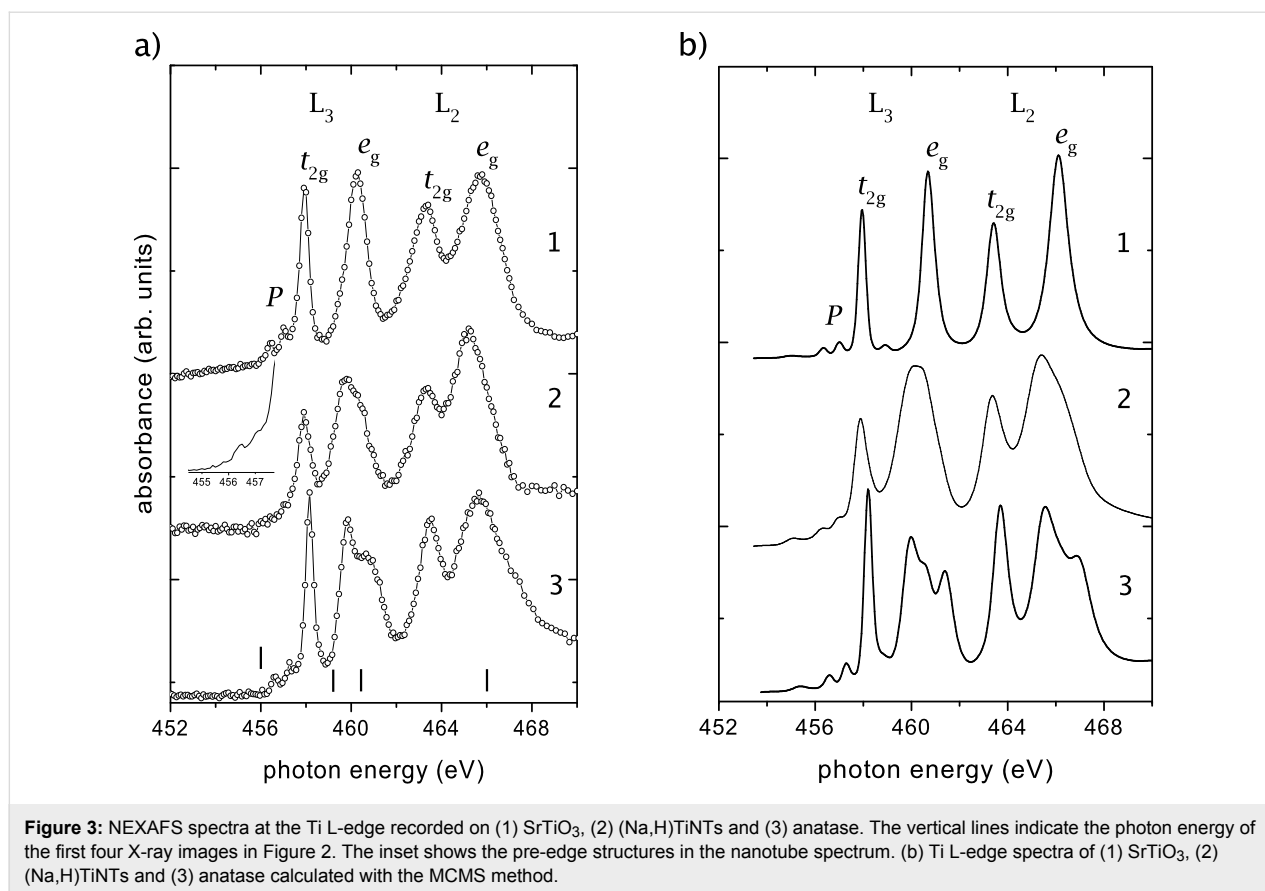 a)
L3
L2
t2g
eg
t2g
eg
P
1
2
3
455 456 457
absorbance (arb. units)
452 456 460 464 468
photon energy (eV)
b)
L3
L2
t2g
eg
t2g
eg
P
1
2
3
452 456 460 464 468
photon energy (eV)
Figure 3: NEXAFS spectra at the Ti L-edge recorded on (1) SrTiO3, (2) (Na,H)TiNTs and (3) anatase. The vertical lines indicate the photon energy of
the first four X-ray images in Figure 2. The inset shows the pre-edge structures in the nanotube spectrum. (b) Ti L-edge spectra of (1) SrTiO3, (2)
(Na,H)TiNTs and (3) anatase calculated with the MCMS method.